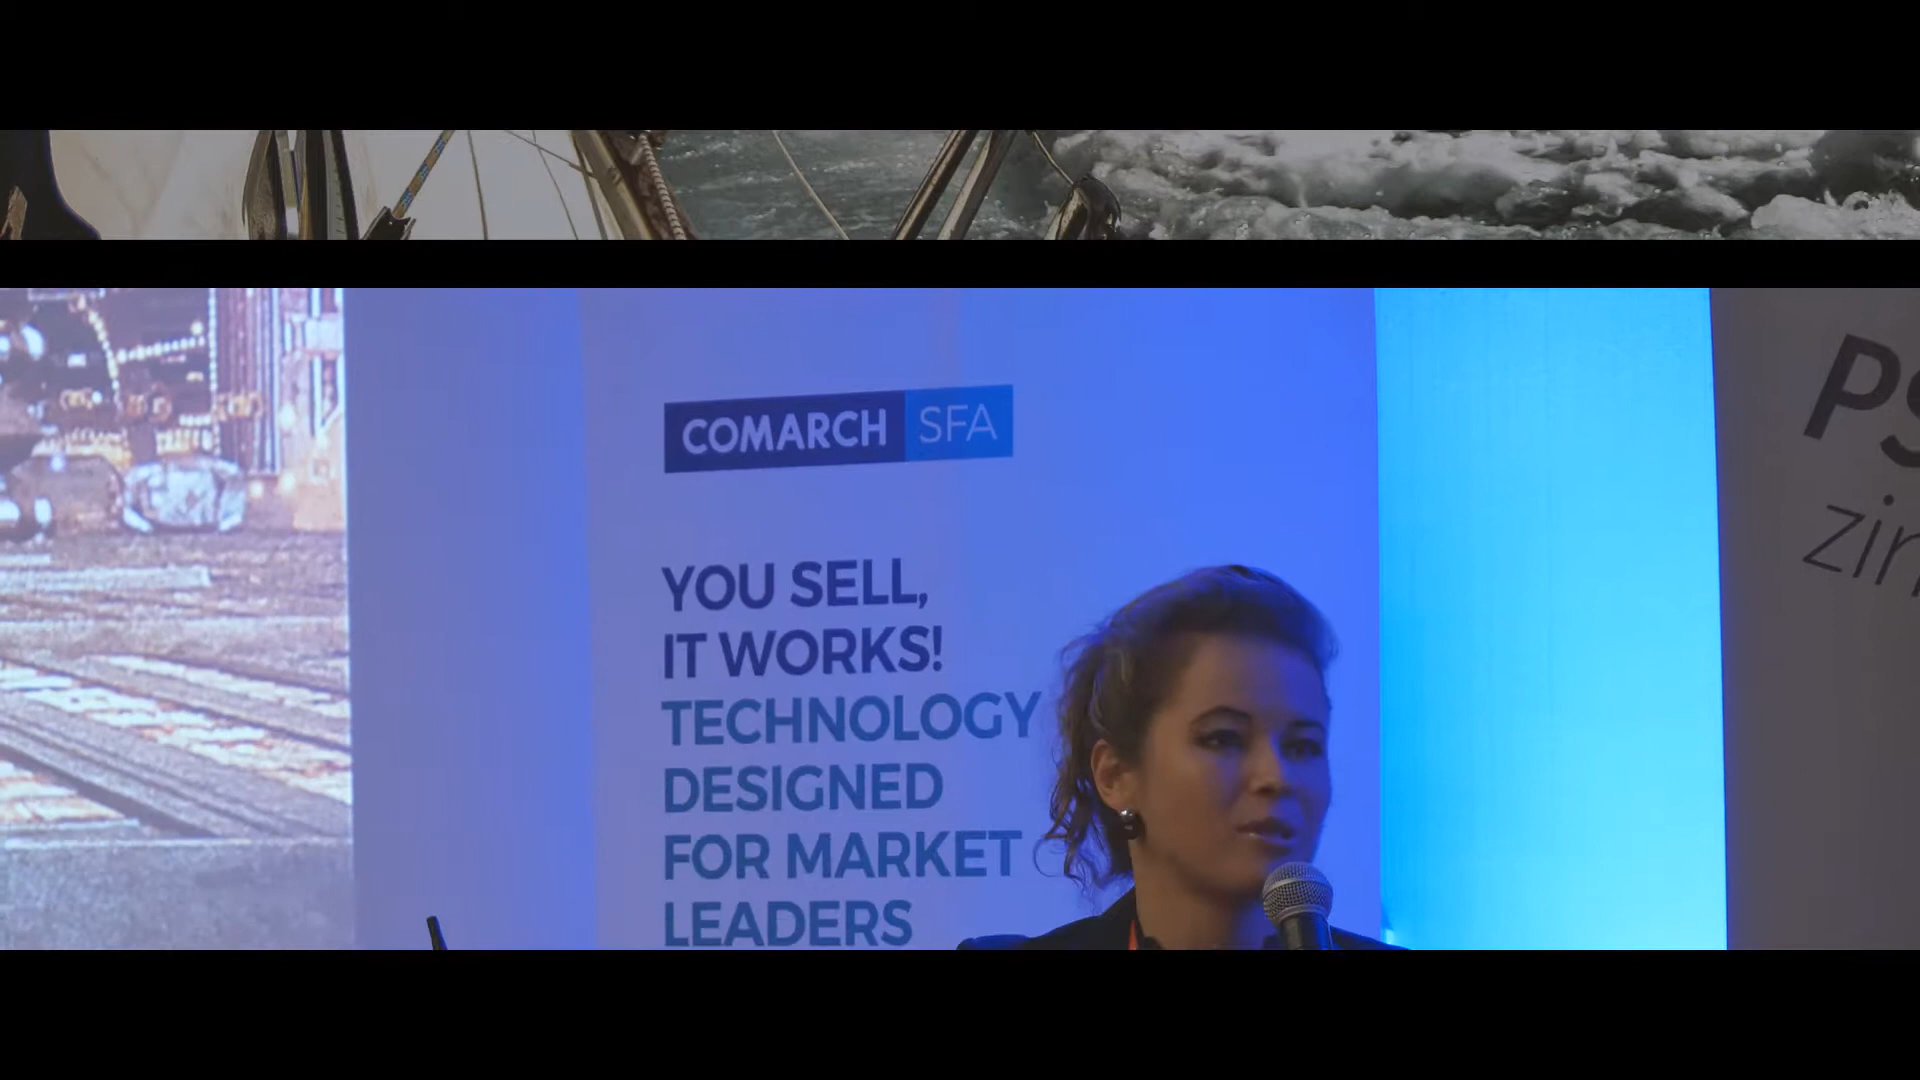 COMARCH SFA
YOU SELL,
IT WORKS!
TECHNOLOGY
DESIGNED
FOR MARKET
LEADERS